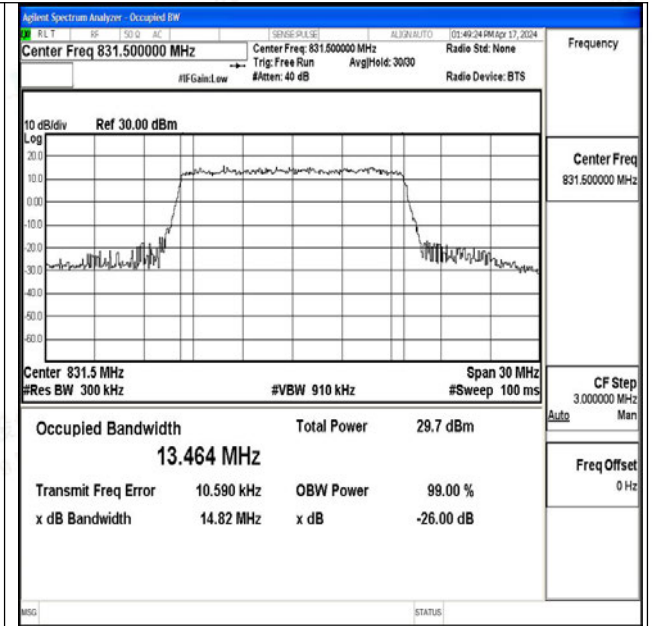 Agilent Spectrum Analyzer - Occupied BW
RLT RF 50 Ω AC SENSE:PULSE ALIGN AUTO 01:49:24 PM Apr 17, 2024
Center Freq 831.500000 MHz
Center Freq: 831.500000 MHz
Radio Std: None
Trig: Free Run Avg|Hold: 30/30
#IFGain:Low
#Atten: 40 dB
Radio Device: BTS
Frequency
10 dB/div Ref 30.00 dBm
Log
20.0
10.0
0.00
-10.0
-20.0
-30.0
-40.0
-50.0
-60.0
Center 831.5 MHz Span 30 MHz
#Res BW 300 kHz #VBW 910 kHz #Sweep 100 ms
Occupied Bandwidth Total Power 29.7 dBm
13.464 MHz
Transmit Freq Error 10.590 kHz OBW Power 99.00 %
x dB Bandwidth 14.82 MHz x dB -26.00 dB
Center Freq
831.500000 MHz
CF Step
3.000000 MHz
Auto Man
Freq Offset
0 Hz
MSG STATUS